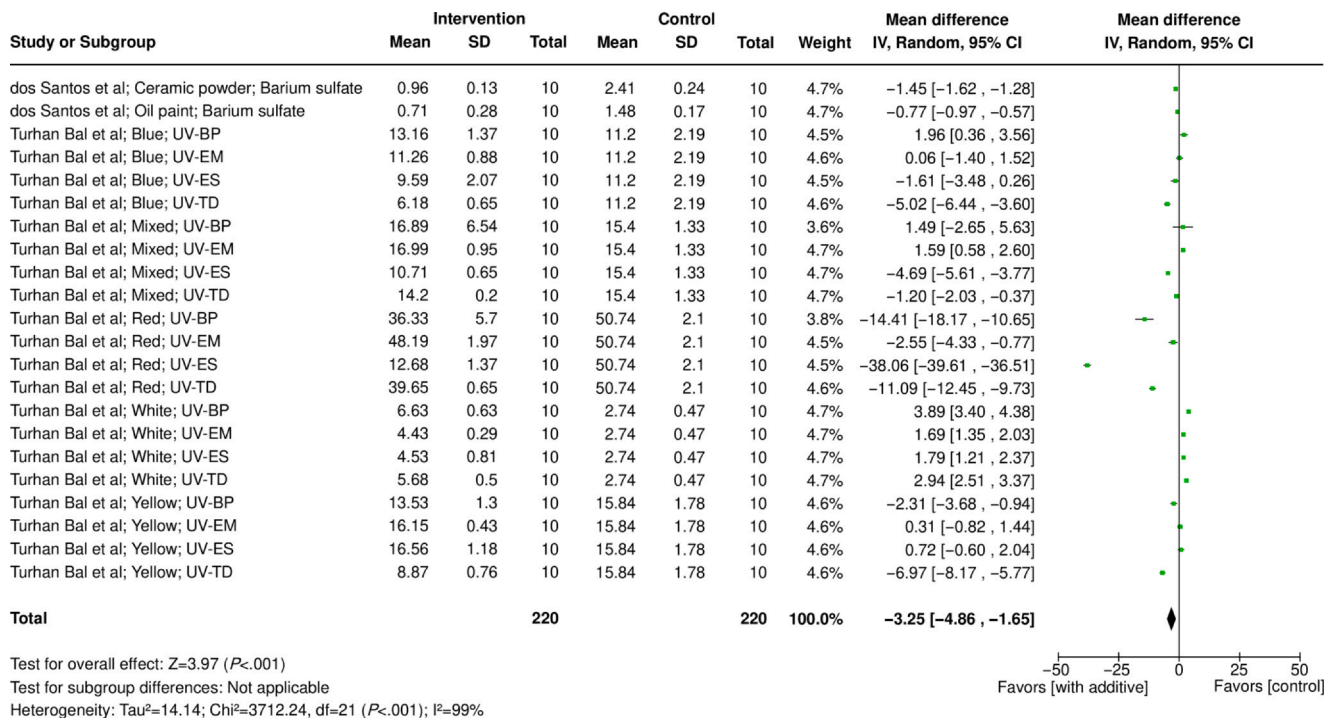 Intervention Control Mean difference Mean difference
Study or Subgroup Mean SD Total Mean SD Total Weight IV, Random, 95% CI IV, Random, 95% CI
dos Santos et al; Ceramic powder; Barium sulfate 0.96 0.13 10 2.41 0.24 10 4.7% −1.45 [−1.62 , −1.28]
dos Santos et al; Oil paint; Barium sulfate 0.71 0.28 10 1.48 0.17 10 4.7% −0.77 [−0.97 , −0.57]
Turhan Bal et al; Blue; UV-BP 13.16 1.37 10 11.2 2.19 10 4.5% 1.96 [0.36 , 3.56]
Turhan Bal et al; Blue; UV-EM 11.26 0.88 10 11.2 2.19 10 4.6% 0.06 [−1.40 , 1.52]
Turhan Bal et al; Blue; UV-ES 9.59 2.07 10 11.2 2.19 10 4.5% −1.61 [−3.48 , 0.26]
Turhan Bal et al; Blue; UV-TD 6.18 0.65 10 11.2 2.19 10 4.6% −5.02 [−6.44 , −3.60]
Turhan Bal et al; Mixed; UV-BP 16.89 6.54 10 15.4 1.33 10 3.6% 1.49 [−2.65 , 5.63]
Turhan Bal et al; Mixed; UV-EM 16.99 0.95 10 15.4 1.33 10 4.7% 1.59 [0.58 , 2.60]
Turhan Bal et al; Mixed; UV-ES 10.71 0.65 10 15.4 1.33 10 4.7% −4.69 [−5.61 , −3.77]
Turhan Bal et al; Mixed; UV-TD 14.2 0.2 10 15.4 1.33 10 4.7% −1.20 [−2.03 , −0.37]
Turhan Bal et al; Red; UV-BP 36.33 5.7 10 50.74 2.1 10 3.8% −14.41 [−18.17 , −10.65]
Turhan Bal et al; Red; UV-EM 48.19 1.97 10 50.74 2.1 10 4.5% −2.55 [−4.33 , −0.77]
Turhan Bal et al; Red; UV-ES 12.68 1.37 10 50.74 2.1 10 4.5% −38.06 [−39.61 , −36.51]
Turhan Bal et al; Red; UV-TD 39.65 0.65 10 50.74 2.1 10 4.6% −11.09 [−12.45 , −9.73]
Turhan Bal et al; White; UV-BP 6.63 0.63 10 2.74 0.47 10 4.7% 3.89 [3.40 , 4.38]
Turhan Bal et al; White; UV-EM 4.43 0.29 10 2.74 0.47 10 4.7% 1.69 [1.35 , 2.03]
Turhan Bal et al; White; UV-ES 4.53 0.81 10 2.74 0.47 10 4.7% 1.79 [1.21 , 2.37]
Turhan Bal et al; White; UV-TD 5.68 0.5 10 2.74 0.47 10 4.7% 2.94 [2.51 , 3.37]
Turhan Bal et al; Yellow; UV-BP 13.53 1.3 10 15.84 1.78 10 4.6% −2.31 [−3.68 , −0.94]
Turhan Bal et al; Yellow; UV-EM 16.15 0.43 10 15.84 1.78 10 4.6% 0.31 [−0.82 , 1.44]
Turhan Bal et al; Yellow; UV-ES 16.56 1.18 10 15.84 1.78 10 4.6% 0.72 [−0.60 , 2.04]
Turhan Bal et al; Yellow; UV-TD 8.87 0.76 10 15.84 1.78 10 4.6% −6.97 [−8.17 , −5.77]
Total 220 220 100.0% −3.25 [−4.86 , −1.65]
Test for overall effect: Z=3.97 (P<.001)
Test for subgroup differences: Not applicable
Heterogeneity: Tau²=14.14; Chi²=3712.24, df=21 (P<.001); I²=99%
−50 −25 0 25 50
Favors [with additive] Favors [control]